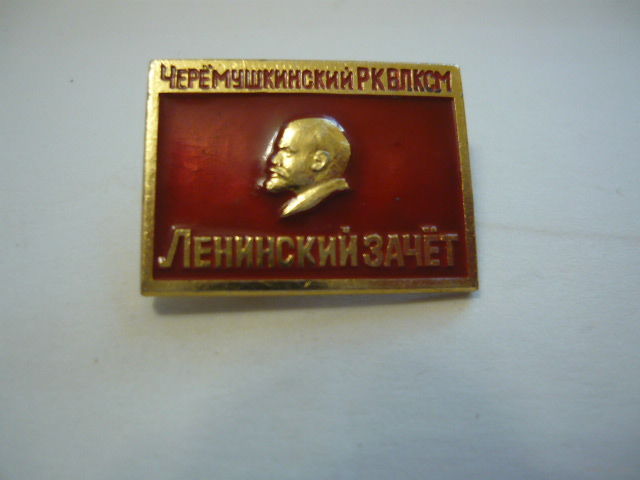 ЧЕРЁМУШКИНСКИЙ РК ВЛКСМ
ЛЕНИНСКИЙ ЗАЧЁТ